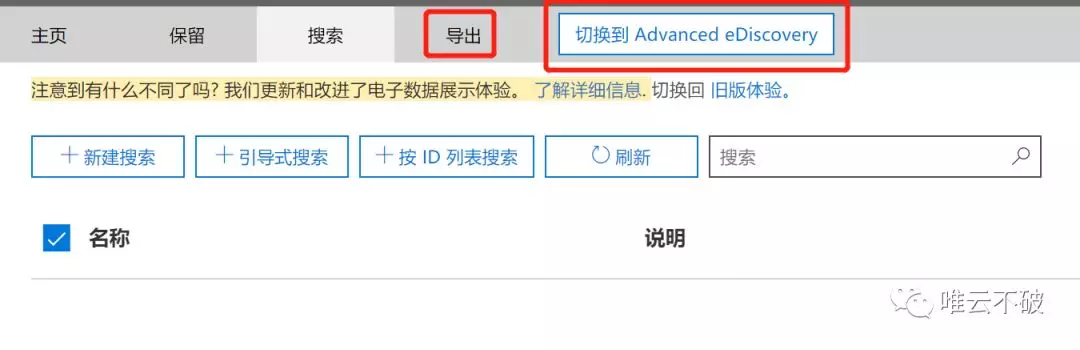 主页 保留 搜索 导出 切换到 Advanced eDiscovery
注意到有什么不同了吗? 我们更新和改进了电子数据展示体验。 了解详细信息. 切换回 旧版体验。
+ 新建搜索 + 引导式搜索 + 按 ID 列表搜索 刷新 搜索
名称 说明
唯云不破